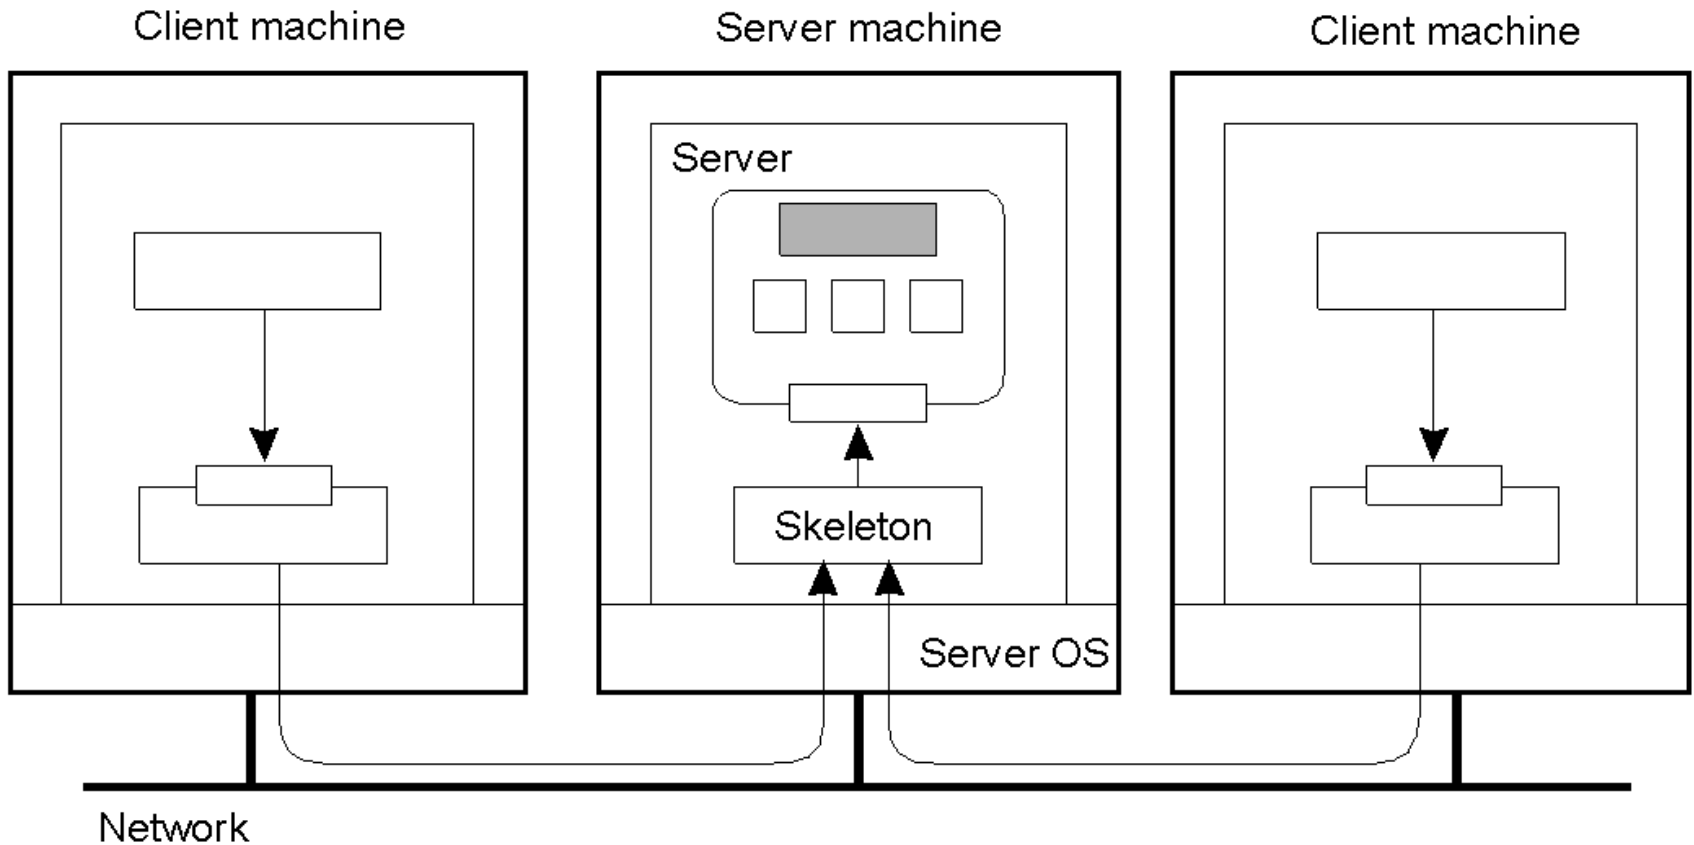 Client machine
Server machine
Client machine
Server
Skeleton
Server OS
Network